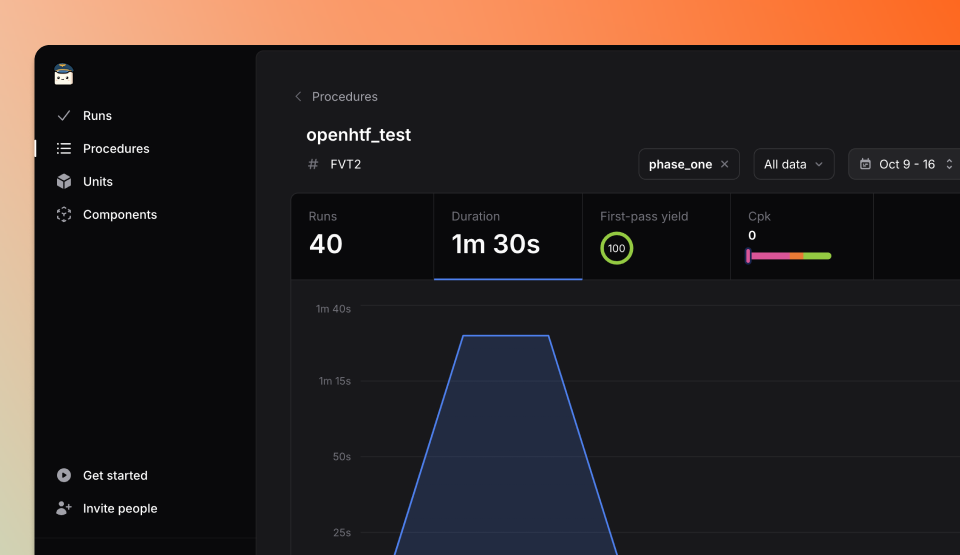 Runs
Procedures
Units
Components
Get started
Invite people
Procedures
openhtf_test
# FVT2
phase_one
All data
Oct 9 - 16
Runs
40
Duration
1m 30s
First-pass yield
100
Cpk
0
1m 40s
1m 15s
50s
25s